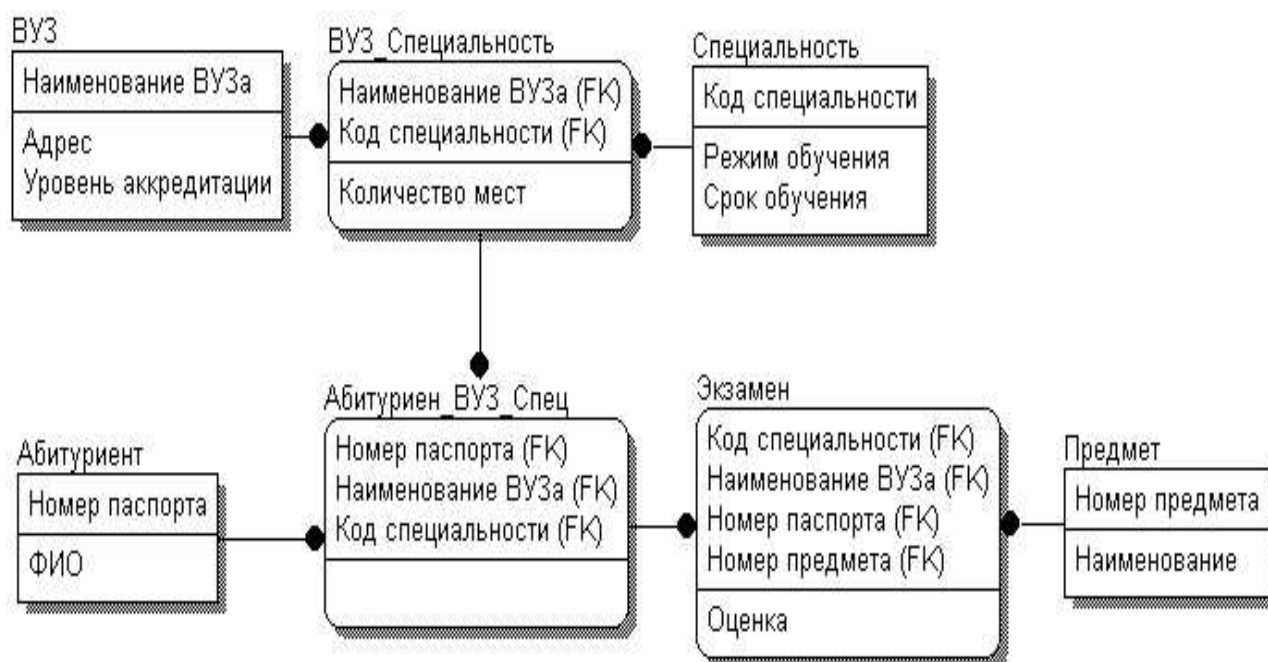 ВУЗ
Наименование ВУЗа
Адрес
Уровень аккредитации
ВУЗ_Специальность
Наименование ВУЗа (FK)
Код специальности (FK)
Количество мест
Специальность
Код специальности
Режим обучения
Срок обучения
Абитуриент
Номер паспорта
ФИО
Абитуриен_ВУЗ_Спец
Номер паспорта (FK)
Наименование ВУЗа (FK)
Код специальности (FK)
Экзамен
Код специальности (FK)
Наименование ВУЗа (FK)
Номер паспорта (FK)
Номер предмета (FK)
Оценка
Предмет
Номер предмета
Наименование